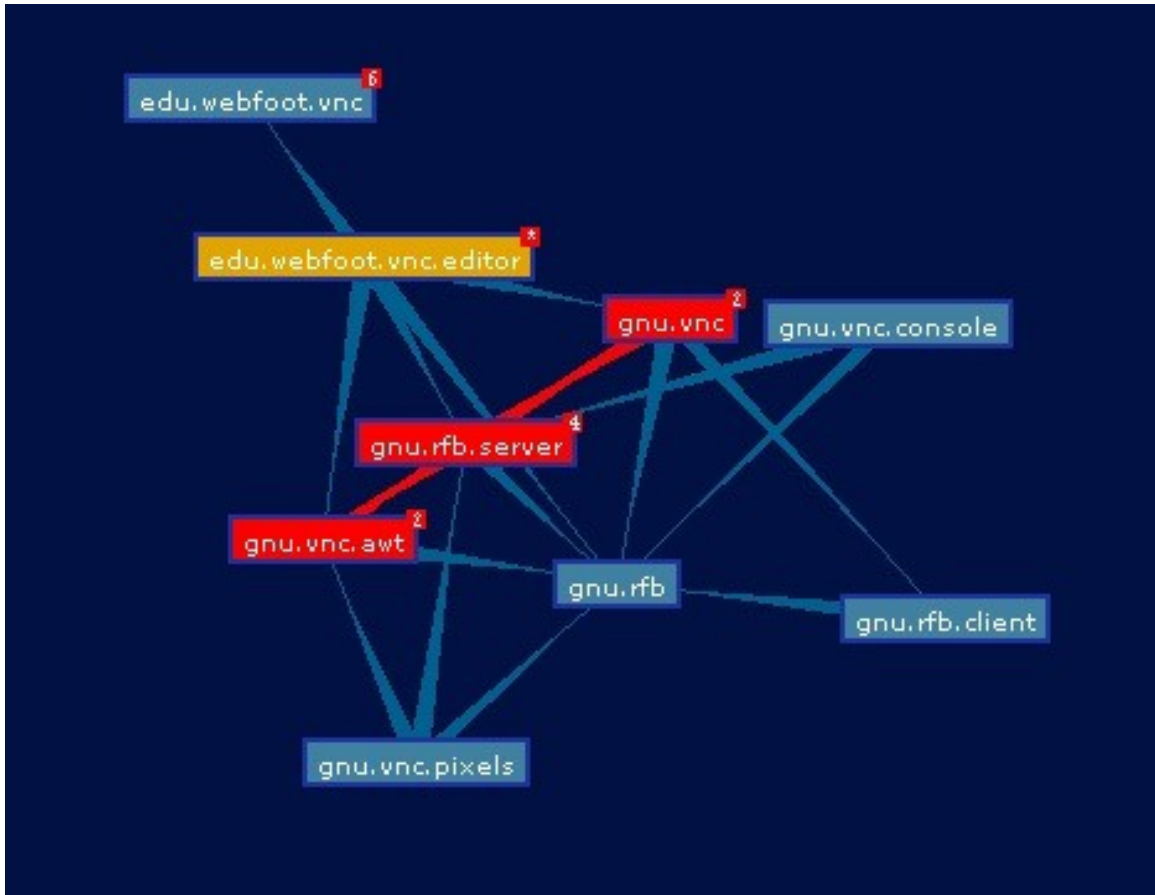 6
edu.webfoot.vnc
*
edu.webfoot.vnc.editor
2
gnu.vnc
gnu.vnc.console
4
gnu.rfb.server
2
gnu.vnc.awt
gnu.rfb
gnu.rfb.client
gnu.vnc.pixels